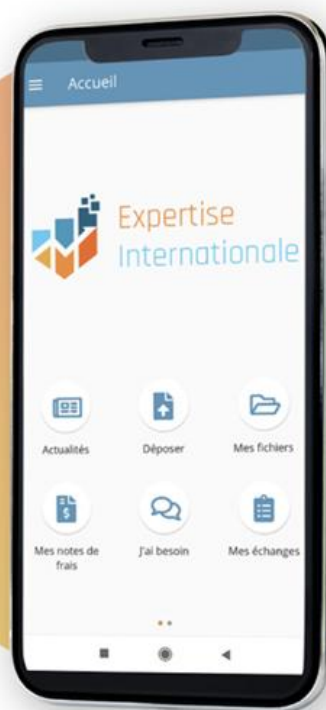 Accueil
Expertise
Internationale
Actualités
Déposer
Mes fichiers
Mes notes de
frais
J'ai besoin
Mes échanges